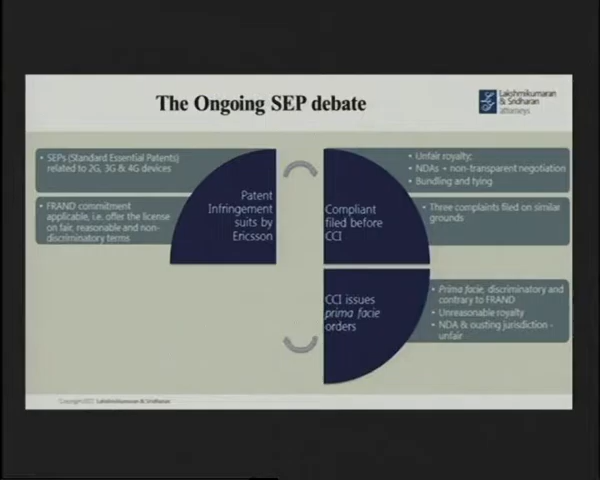 The Ongoing SEP debate
Lakshmikumaran
& Sridharan
attorneys
• SEPs (Standard Essential Patents)
related to 2G, 3G & 4G devices
• FRAND commitment
applicable, i.e. offer the license
on fair, reasonable and non-
discriminatory terms
Patent
Infringement
suits by
Ericsson
Compliant
filed before
CCI
• Unfair royalty;
• NDAs + non-transparent negotiation
• Bundling and tying
• Three complaints filed on similar
grounds
CCI issues
prima facie
orders
• Prima facie, discriminatory and
contrary to FRAND
• Unreasonable royalty
• NDA & ousting jurisdiction -
unfair
Lakshmikumaran & Sridharan